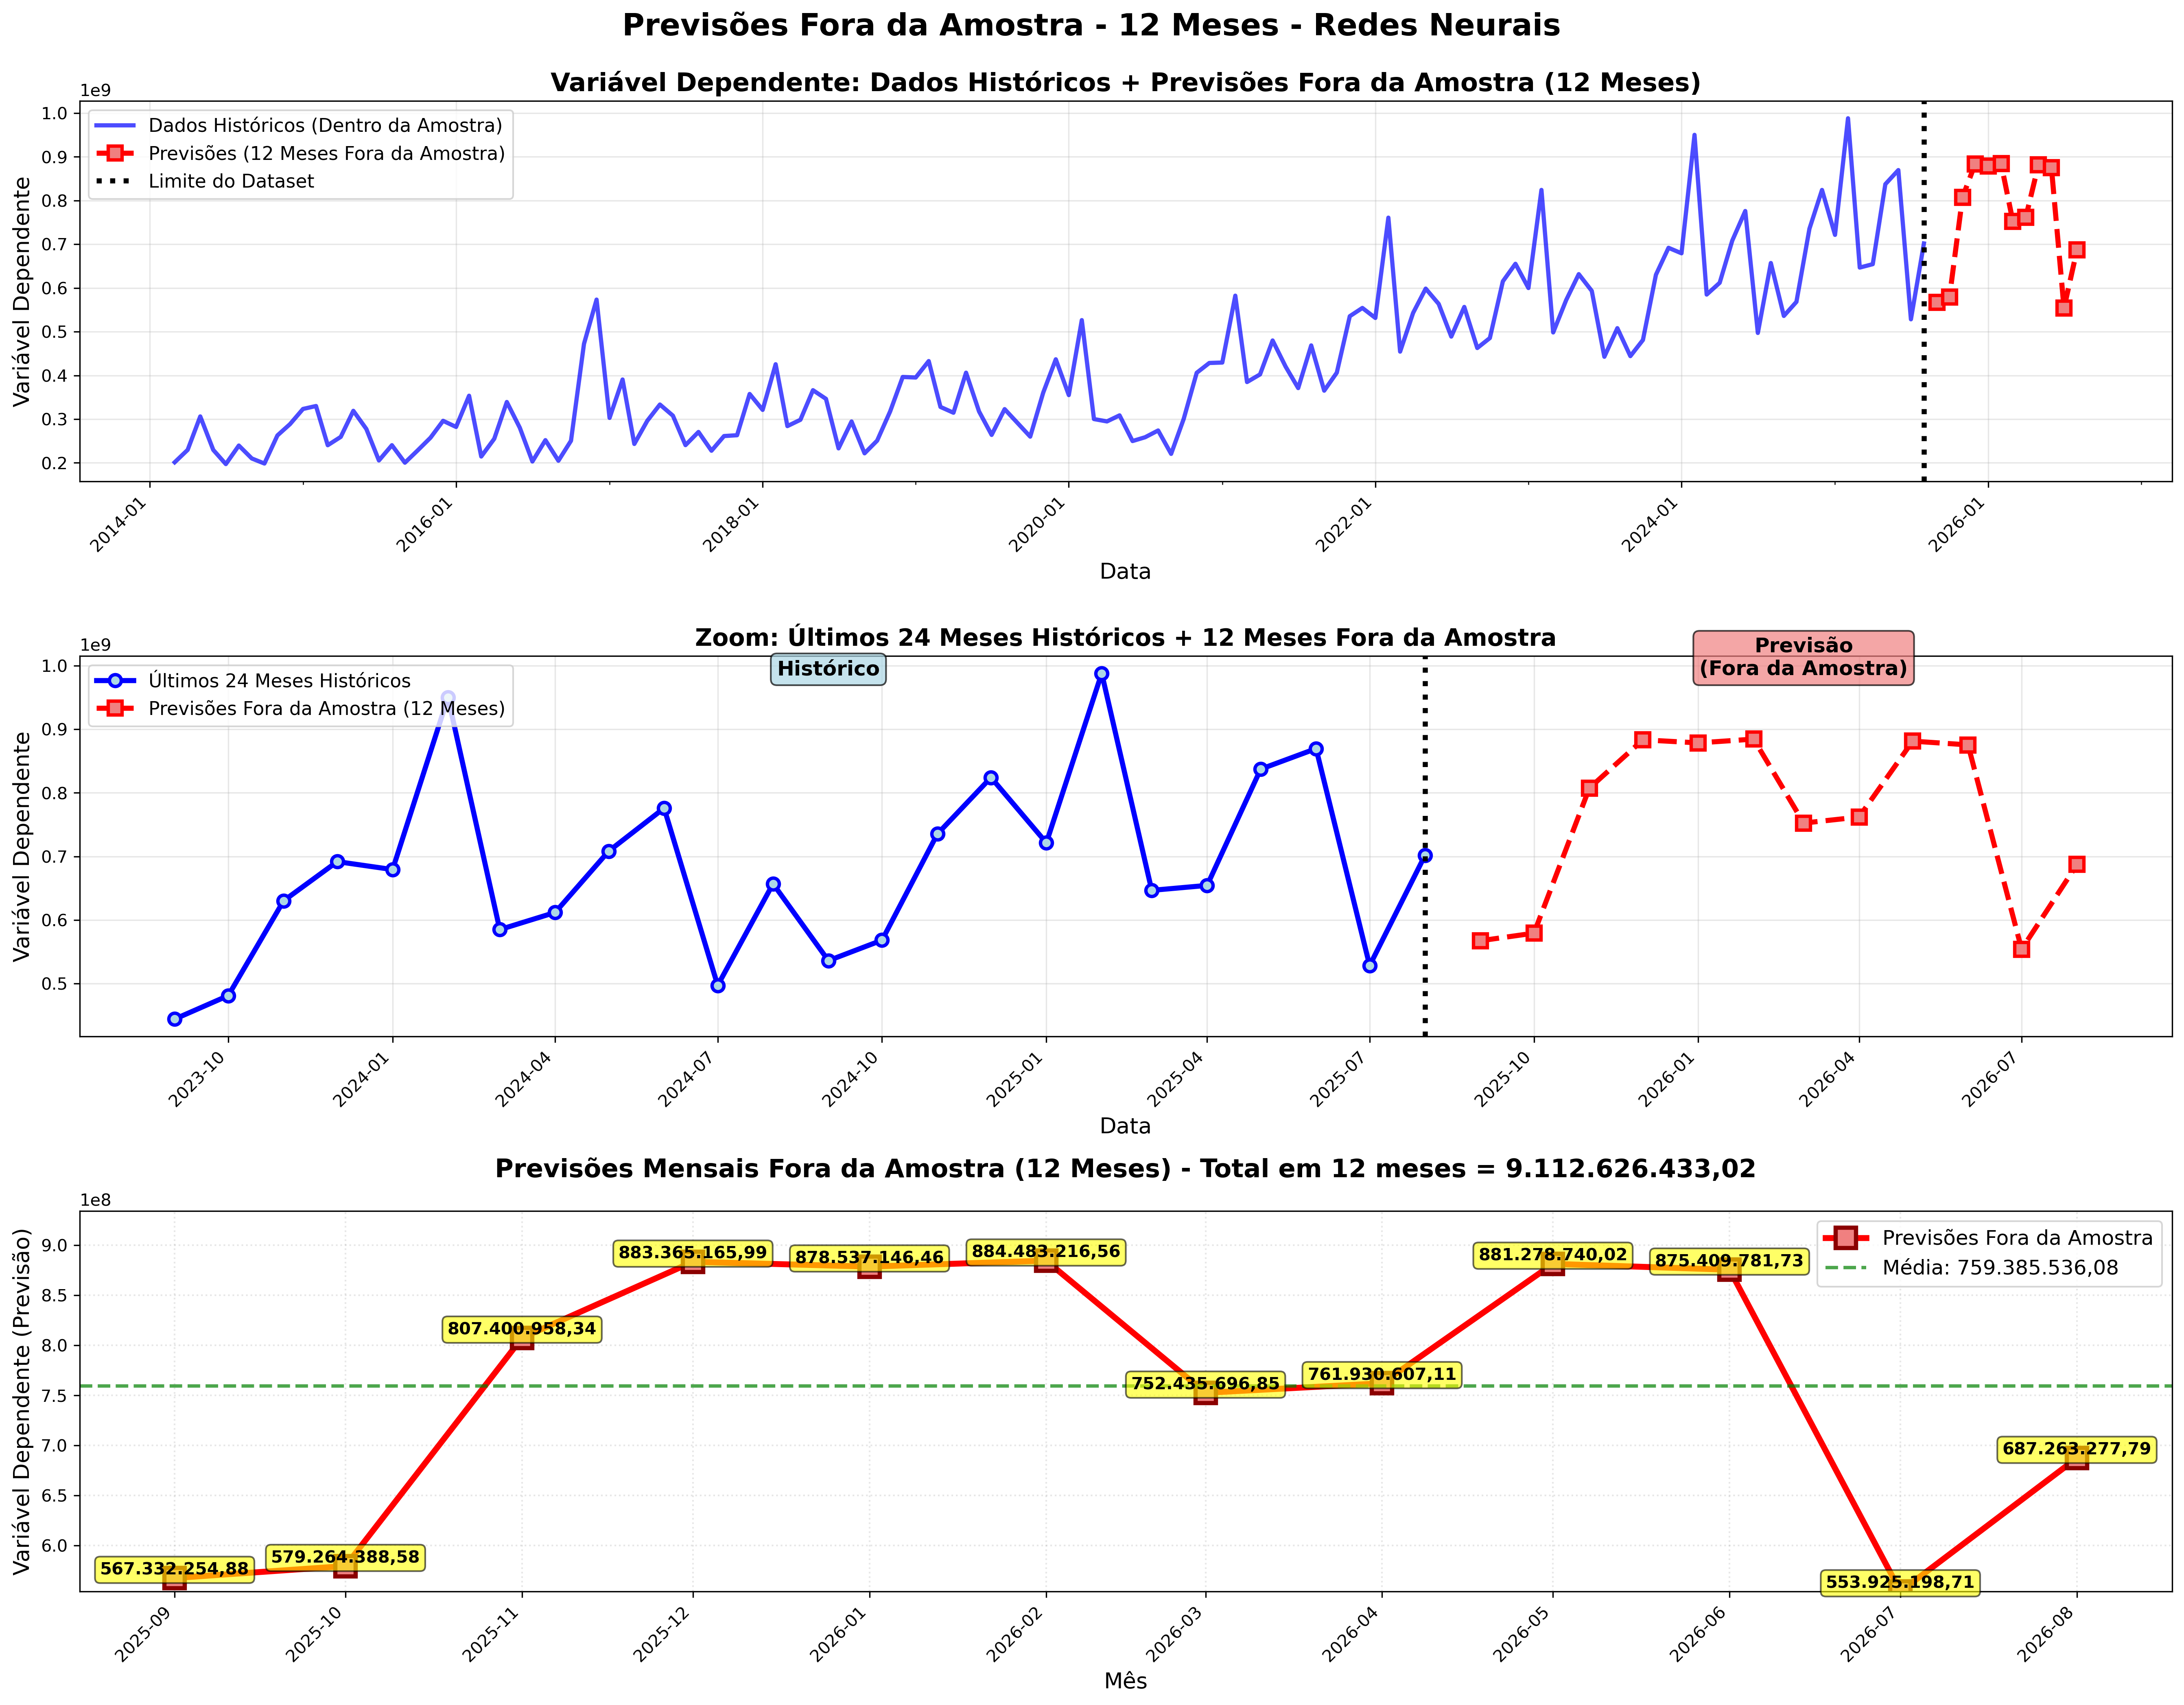 Previsões Fora da Amostra - 12 Meses - Redes Neurais
Variável Dependente: Dados Históricos + Previsões Fora da Amostra (12 Meses)
1e9
Dados Históricos (Dentro da Amostra)
Previsões (12 Meses Fora da Amostra)
Limite do Dataset
Variável Dependente
1.0
0.9
0.8
0.7
0.6
0.5
0.4
0.3
0.2
2014-01
2016-01
2018-01
2020-01
2022-01
2024-01
2026-01
Data
Zoom: Últimos 24 Meses Históricos + 12 Meses Fora da Amostra
1e9
Últimos 24 Meses Históricos
Previsões Fora da Amostra (12 Meses)
Histórico
Previsão
(Fora da Amostra)
Variável Dependente
1.0
0.9
0.8
0.7
0.6
0.5
2023-10
2024-01
2024-04
2024-07
2024-10
2025-01
2025-04
2025-07
2025-10
2026-01
2026-04
2026-07
Data
Previsões Mensais Fora da Amostra (12 Meses) - Total em 12 meses = 9.112.626.433,02
1e8
Previsões Fora da Amostra
Média: 759.385.536,08
Variável Dependente (Previsão)
9.0
8.5
8.0
7.5
7.0
6.5
6.0
567.332.254,88
579.264.388,58
807.400.958,34
883.365.165,99
878.537.146,46
884.483.216,56
752.435.696,85
761.930.607,11
881.278.740,02
875.409.781,73
553.925.198,71
687.263.277,79
2025-09
2025-10
2025-11
2025-12
2026-01
2026-02
2026-03
2026-04
2026-05
2026-06
2026-07
2026-08
Mês